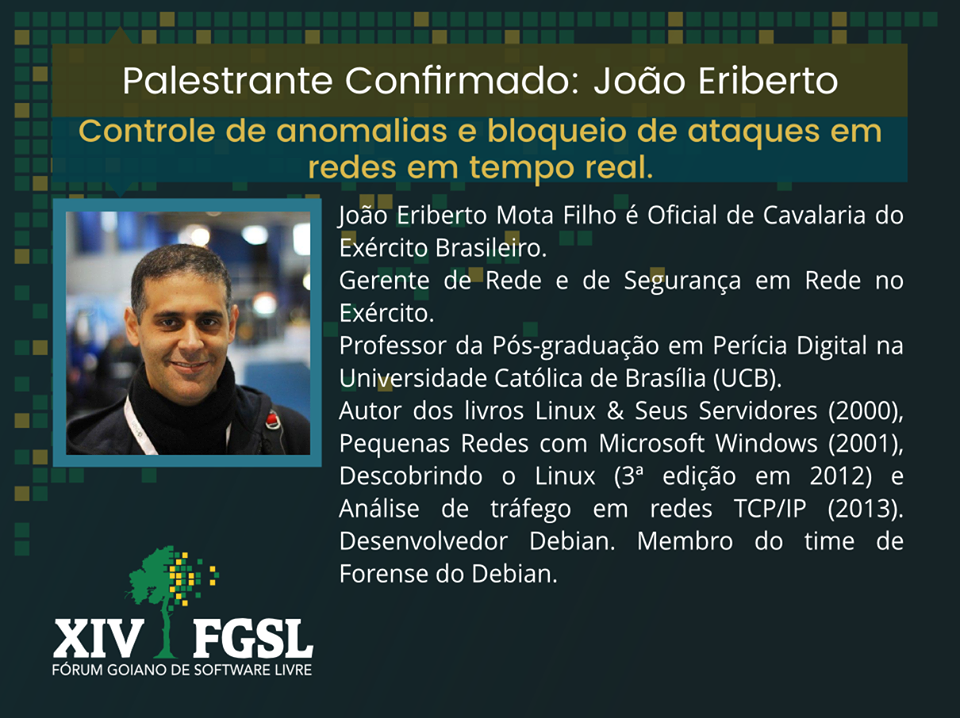 Palestrante Confirmado: João Eriberto
Controle de anomalias e bloqueio de ataques em
redes em tempo real.
João Eriberto Mota Filho é Oficial de Cavalaria do
Exército Brasileiro.
Gerente de Rede e de Segurança em Rede no
Exército.
Professor da Pós-graduação em Perícia Digital na
Universidade Católica de Brasília (UCB).
Autor dos livros Linux & Seus Servidores (2000),
Pequenas Redes com Microsoft Windows (2001),
Descobrindo o Linux (3ª edição em 2012) e
Análise de tráfego em redes TCP/IP (2013).
Desenvolvedor Debian. Membro do time de
Forense do Debian.
XIV FGSL
FÓRUM GOIANO DE SOFTWARE LIVRE